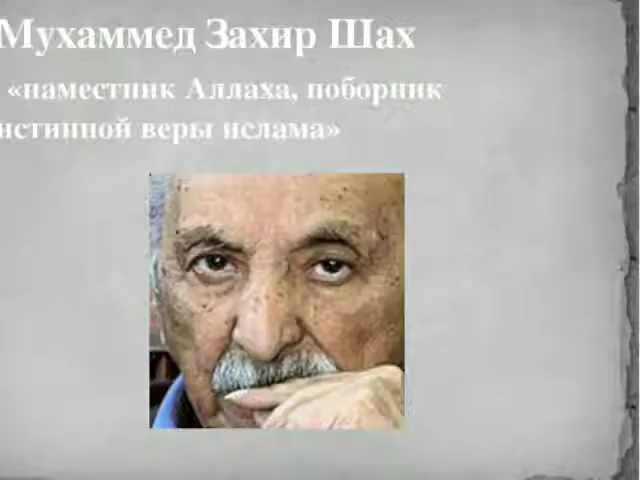 Мухаммед Захир Шах
«наместник Аллаха, поборник
истинной веры ислама»